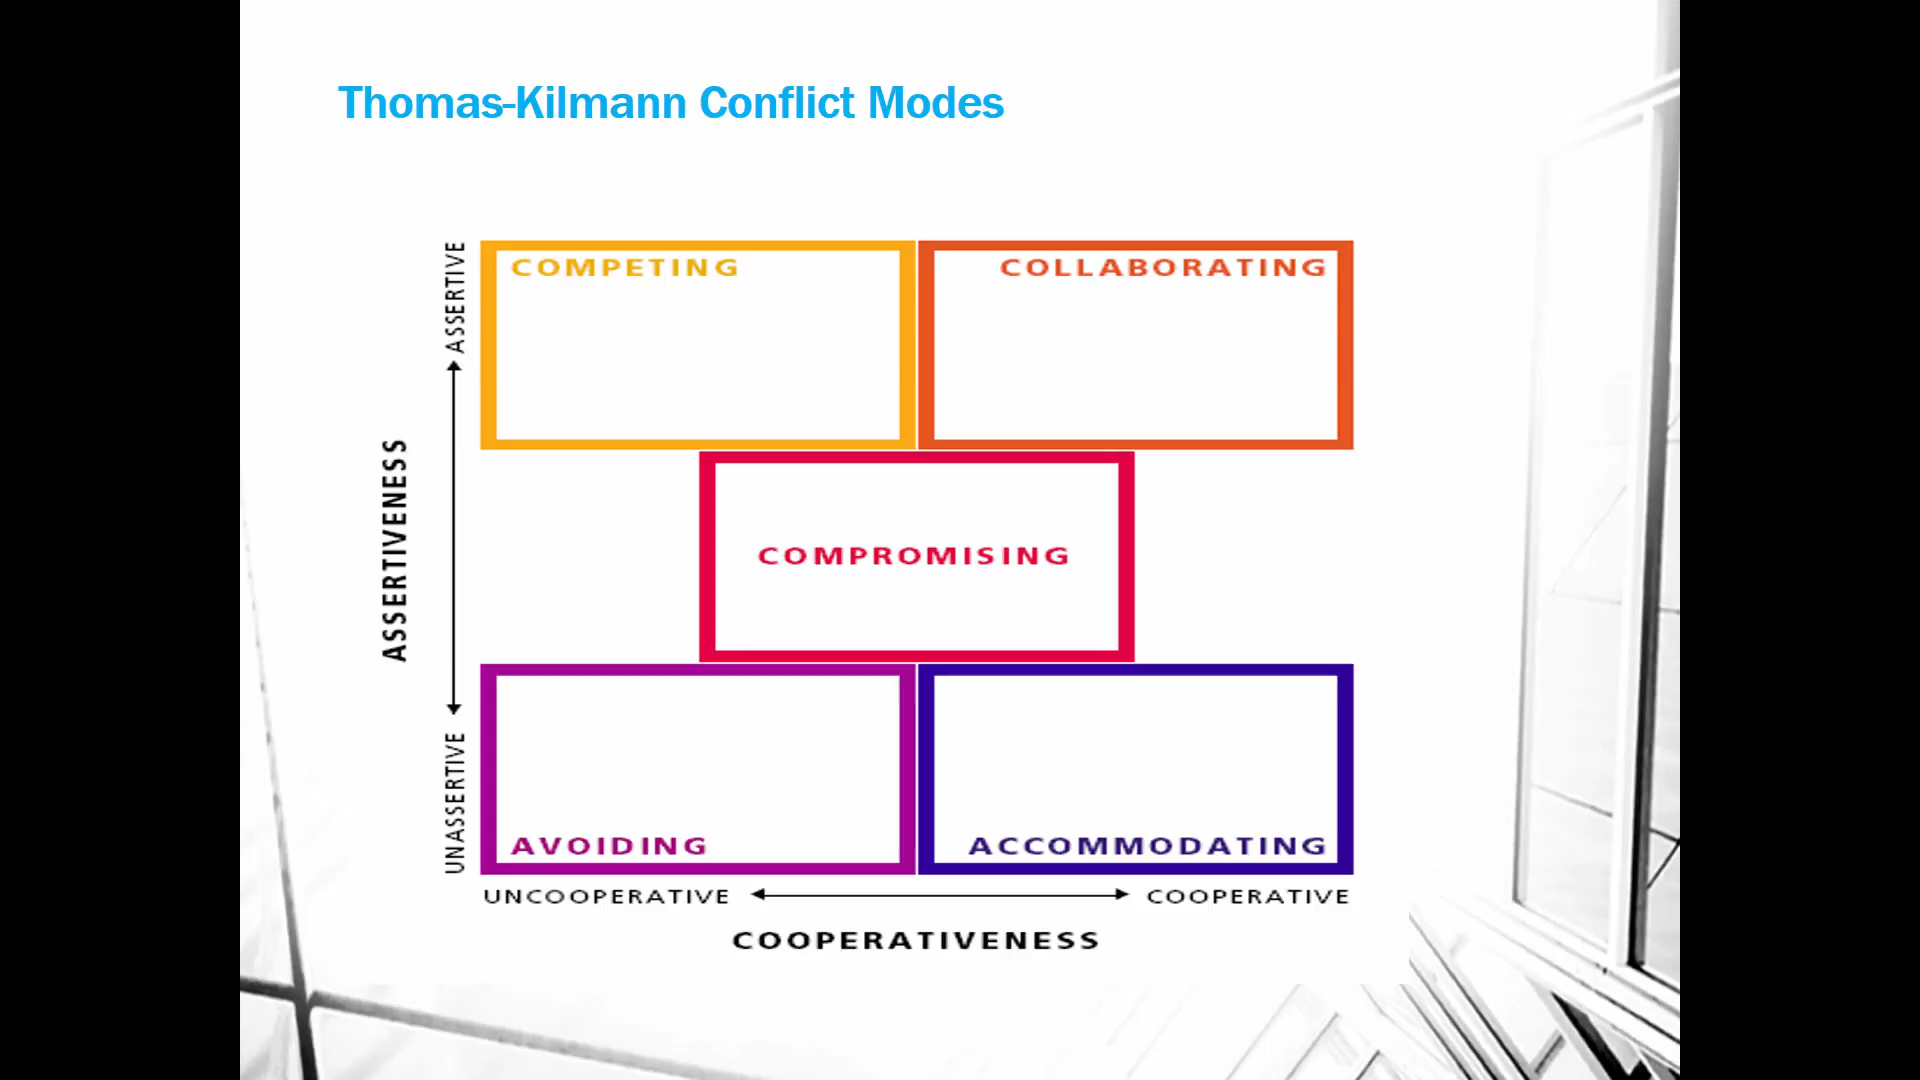 Thomas-Kilmann Conflict Modes
ASSERTIVE
COMPETING
COLLABORATING
ASSERTIVENESS
COMPROMISING
UNASSERTIVE
AVOIDING
ACCOMMODATING
UNCOOPERATIVE
COOPERATIVE
COOPERATIVENESS